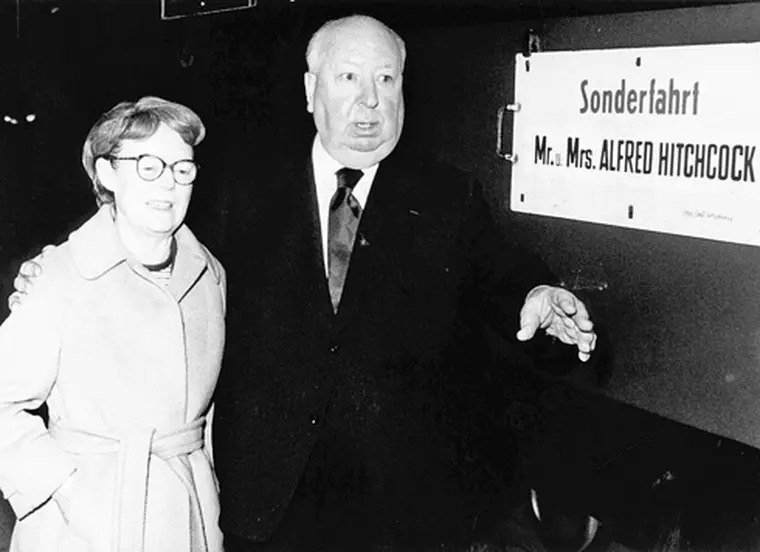 Sonderfahrt
Mr. u. Mrs. ALFRED HITCHCOCK